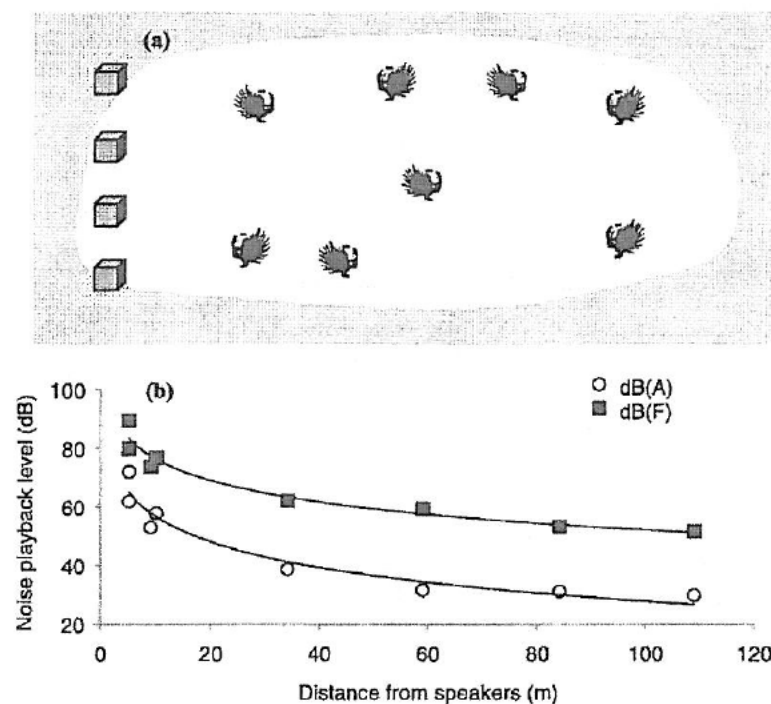 (a)
100
(b)
dB(A)
dB(F)
80
60
40
20
Noise playback level (dB)
0 20 40 60 80 100 120
Distance from speakers (m)